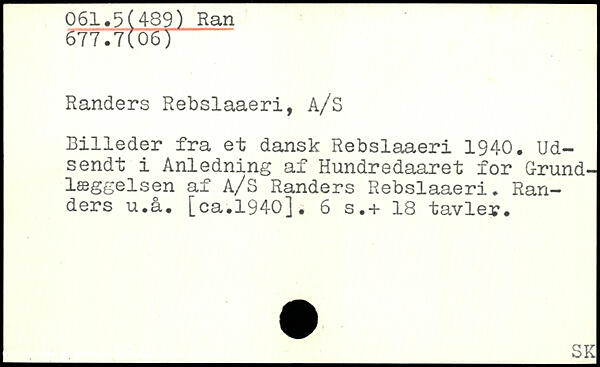 061.5(489) Ran
677.7(06)
Randers Rebslaaeri, A/S
Billeder fra et dansk Rebslaaeri 1940. Ud-
sendt i Anledning af Hundredaaret for Grund-
læggelsen af A/S Randers Rebslaaeri. Ran-
ders u.å. [ca.1940]. 6 s.+ 18 tavler.
SK